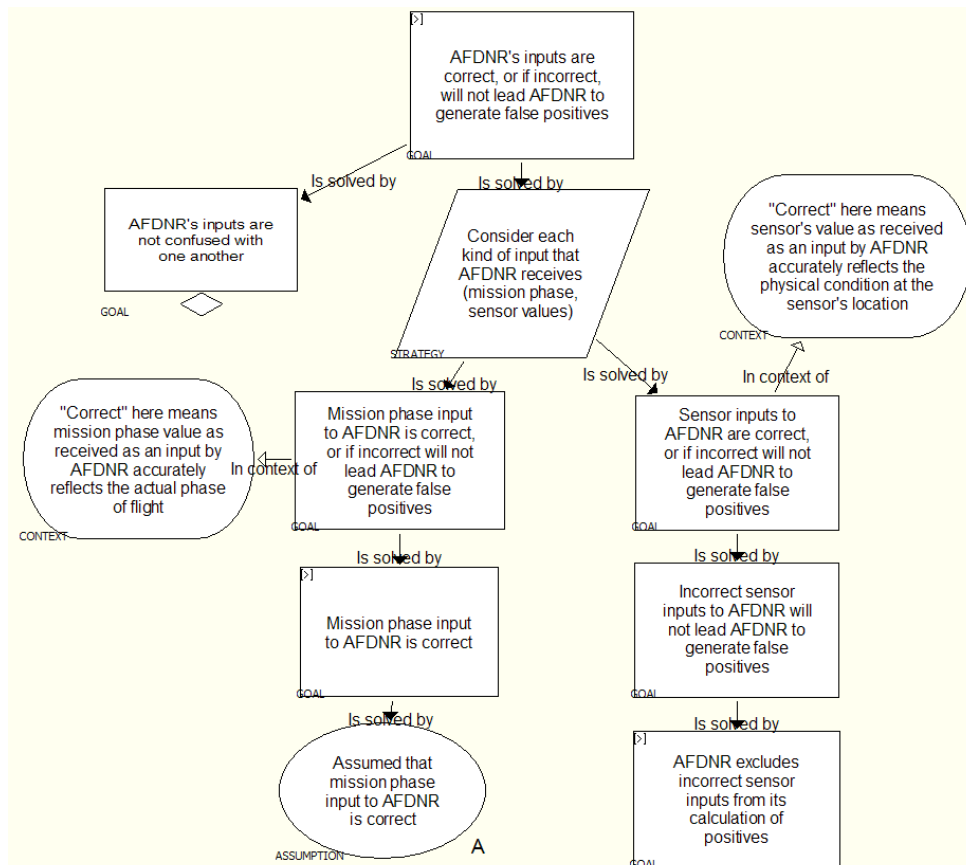 [>]
AFDNR's inputs are
correct, or if incorrect,
will not lead AFDNR to
generate false positives
GOAL
Is solved by
Is solved by
AFDNR's inputs are
not confused with
one another
GOAL
Consider each
kind of input that
AFDNR receives
(mission phase,
sensor values)
STRATEGY
"Correct" here means
sensor's value as received
as an input by AFDNR
accurately reflects the
physical condition at the
sensor's location
CONTEXT
Is solved by
Is solved by
In context of
"Correct" here means
mission phase value as
received as an input by
AFDNR accurately
reflects the actual phase
of flight
CONTEXT
In context of
Mission phase input
to AFDNR is correct,
or if incorrect will not
lead AFDNR to
generate false
positives
GOAL
Sensor inputs to
AFDNR are correct,
or if incorrect will not
lead AFDNR to
generate false
positives
GOAL
Is solved by
Is solved by
[>]
Mission phase input
to AFDNR is correct
GOAL
Incorrect sensor
inputs to AFDNR will
not lead AFDNR to
generate false
positives
GOAL
Is solved by
Is solved by
Assumed that
mission phase
input to AFDNR
is correct
ASSUMPTION
A
[>]
AFDNR excludes
incorrect sensor
inputs from its
calculation of
positives
GOAL